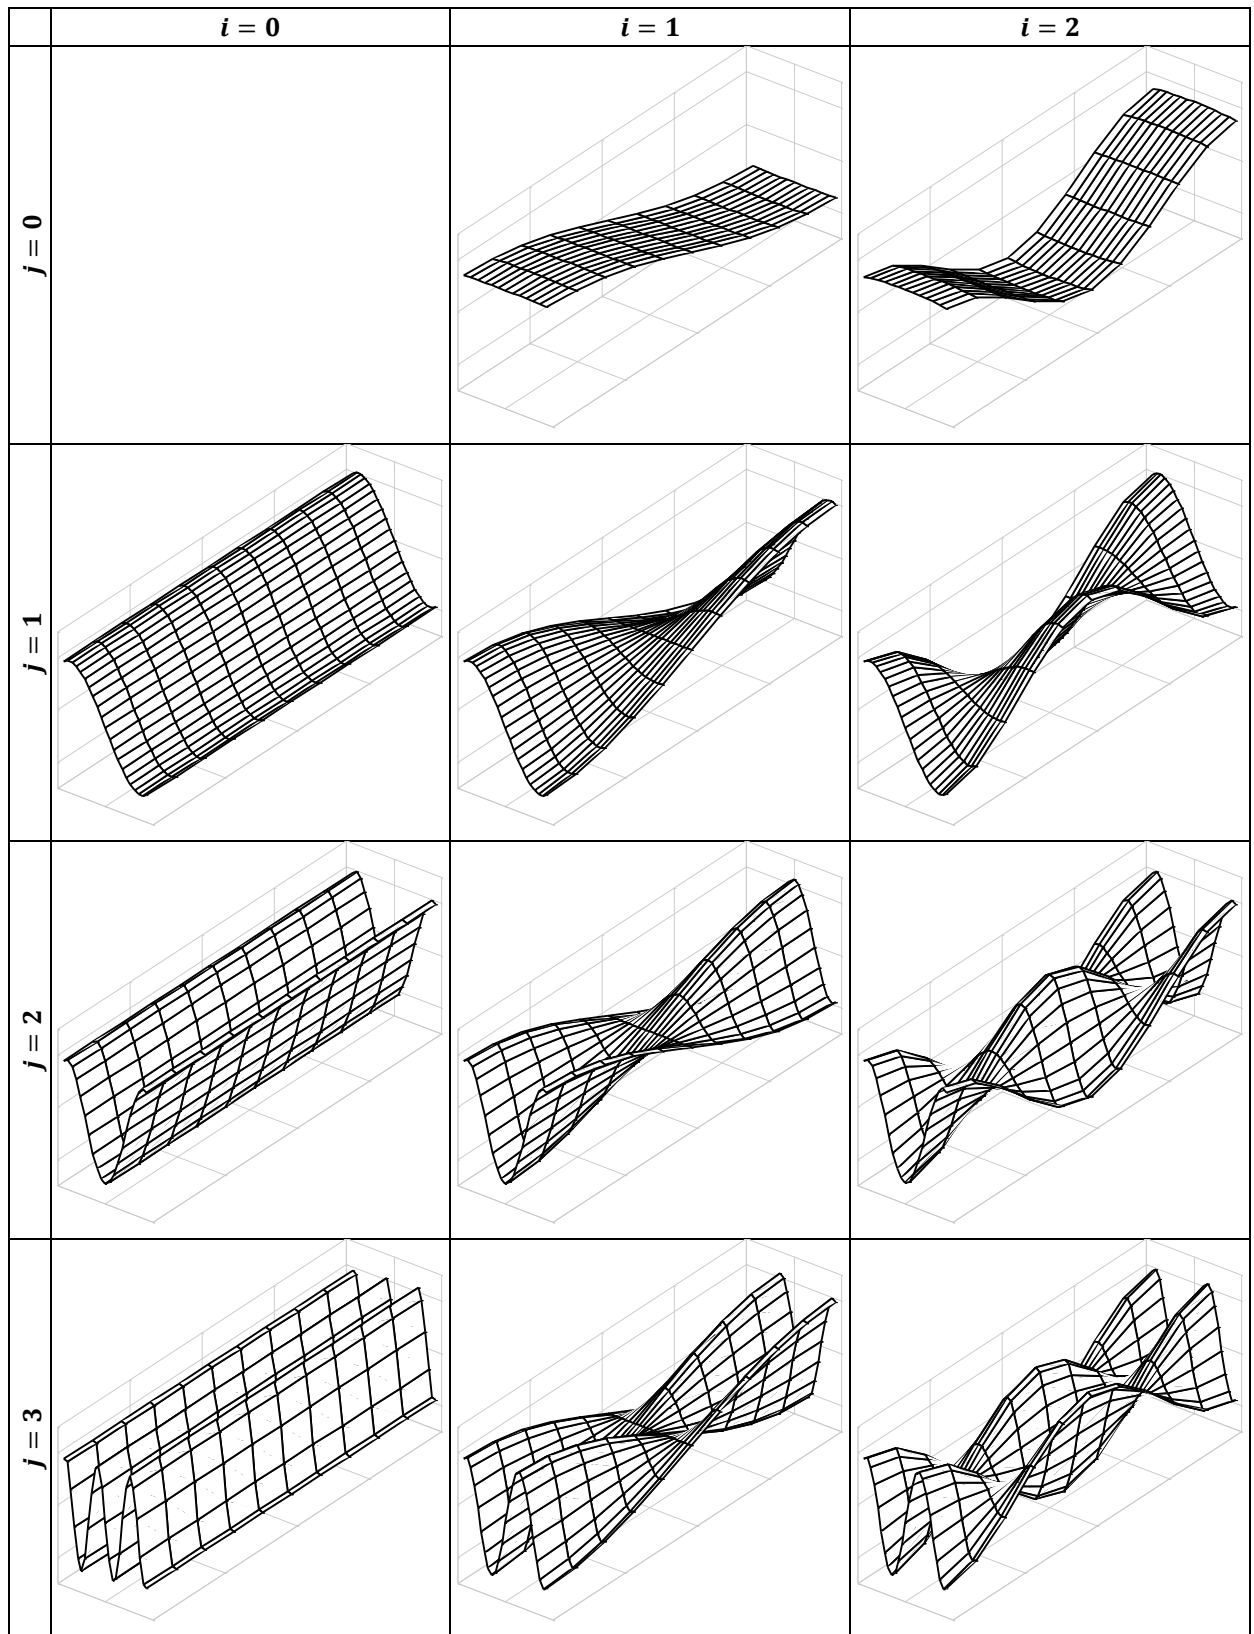 i = 0
i = 1
i = 2
j = 0
j = 1
j = 2
j = 3